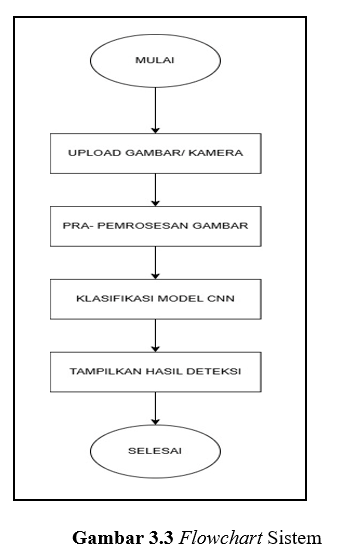 MULAI
UPLOAD GAMBAR/ KAMERA
PRA- PEMROSESAN GAMBAR
KLASIFIKASI MODEL CNN
TAMPILKAN HASIL DETEKSI
SELESAI
Gambar 3.3 Flowchart Sistem